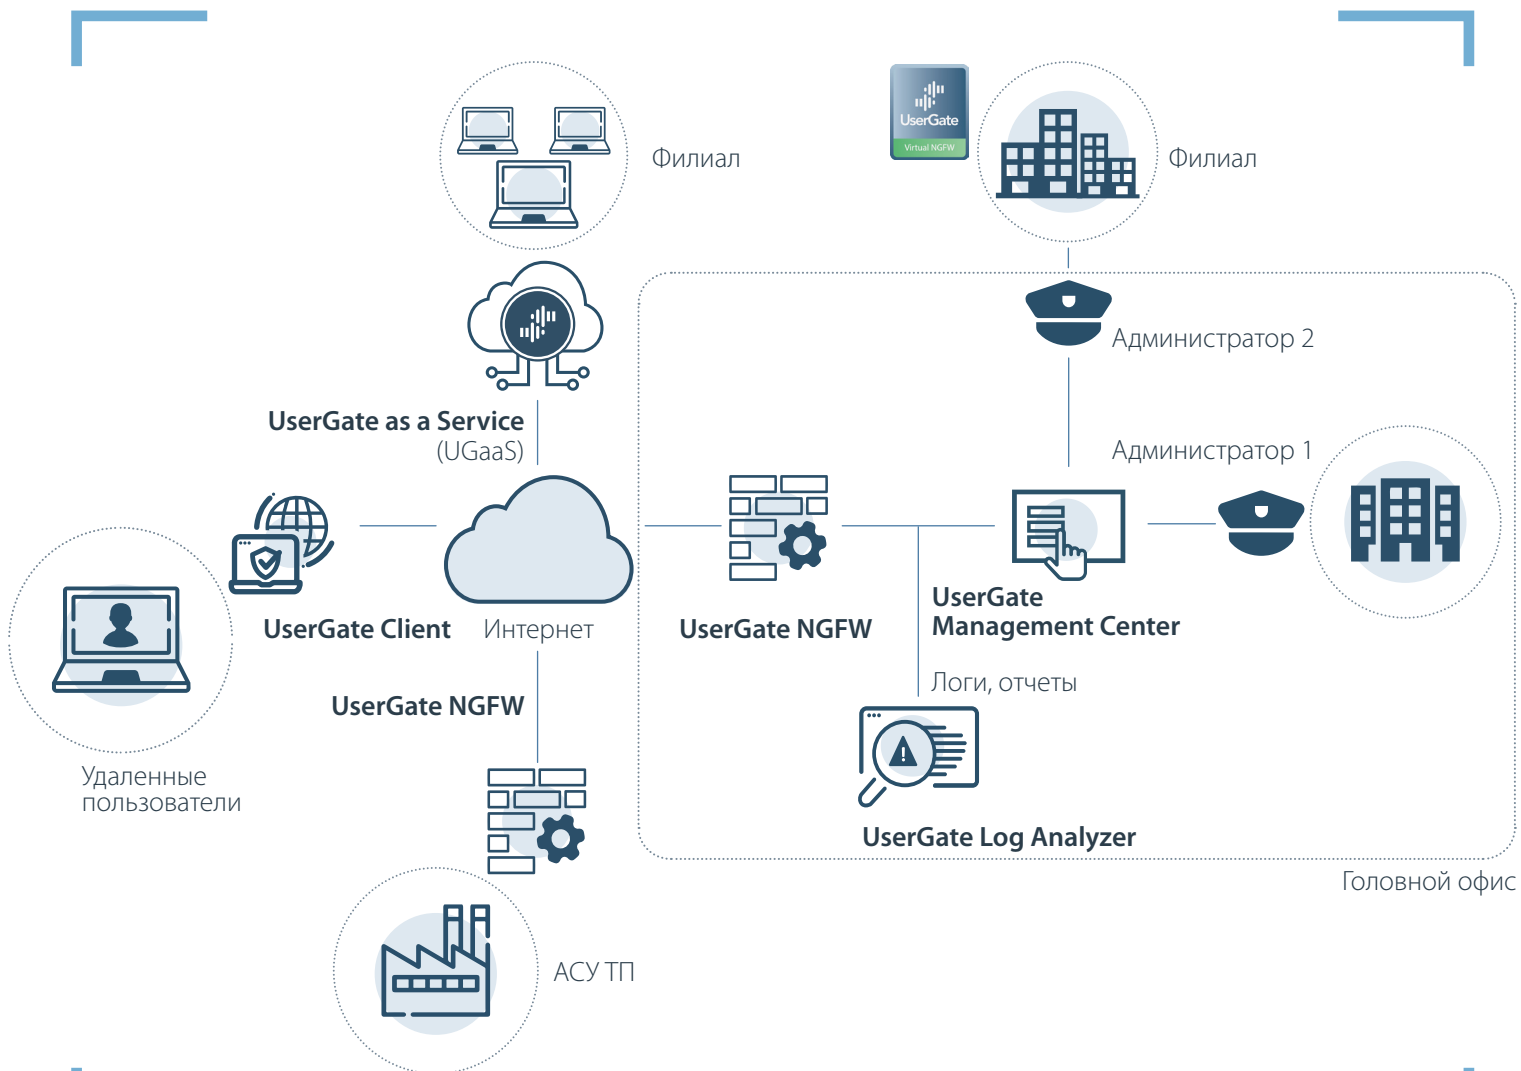 Филиал
UserGate
Virtual NGFW
Филиал
Администратор 2
UserGate as a Service
(UGaaS)
Администратор 1
UserGate Client
Интернет
UserGate NGFW
UserGate
Management Center
UserGate NGFW
Логи, отчеты
Удаленные
пользователи
UserGate Log Analyzer
Головной офис
АСУ ТП